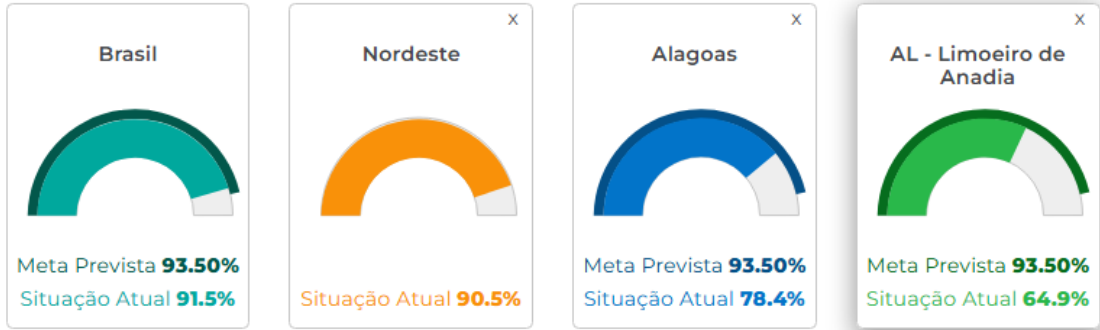 Brasil
Meta Prevista 93.50%
Situação Atual 91.5%
X
Nordeste
Situação Atual 90.5%
X
Alagoas
Meta Prevista 93.50%
Situação Atual 78.4%
X
AL - Limoeiro de
Anadia
Meta Prevista 93.50%
Situação Atual 64.9%